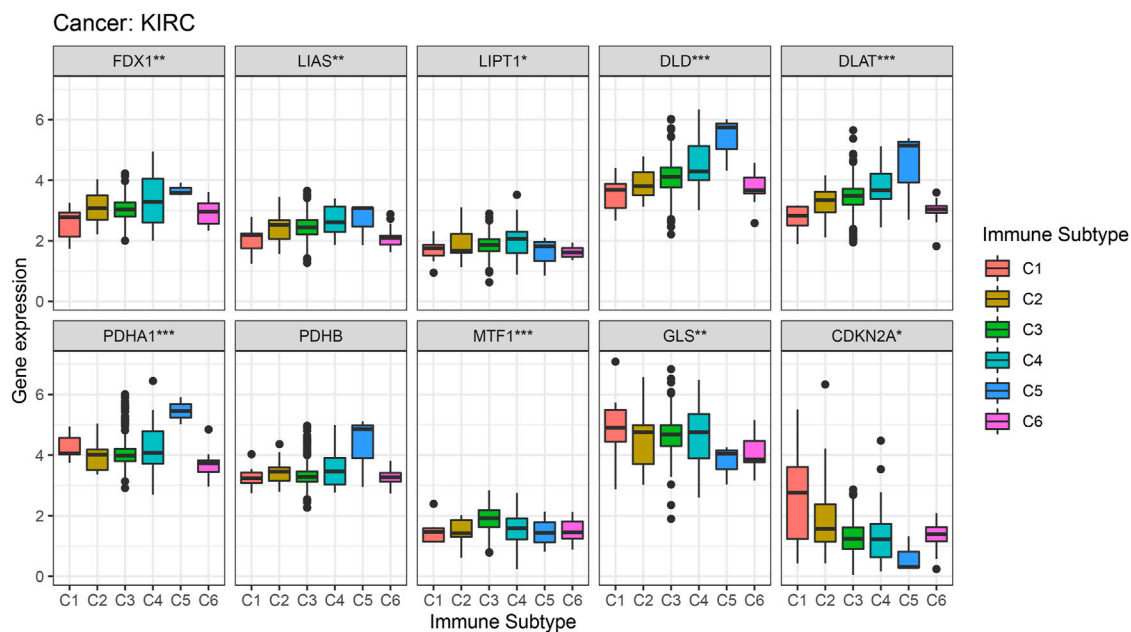 Cancer: KIRC
FDX1** LIAS** LIPT1* DLD*** DLAT***
6
4
2
0
PDHA1*** PDHB MTF1*** GLS** CDKN2A*
6
4
2
0
Gene expression
C1 C2 C3 C4 C5 C6 C1 C2 C3 C4 C5 C6 C1 C2 C3 C4 C5 C6 C1 C2 C3 C4 C5 C6 C1 C2 C3 C4 C5 C6
Immune Subtype
Immune Subtype
C1
C2
C3
C4
C5
C6